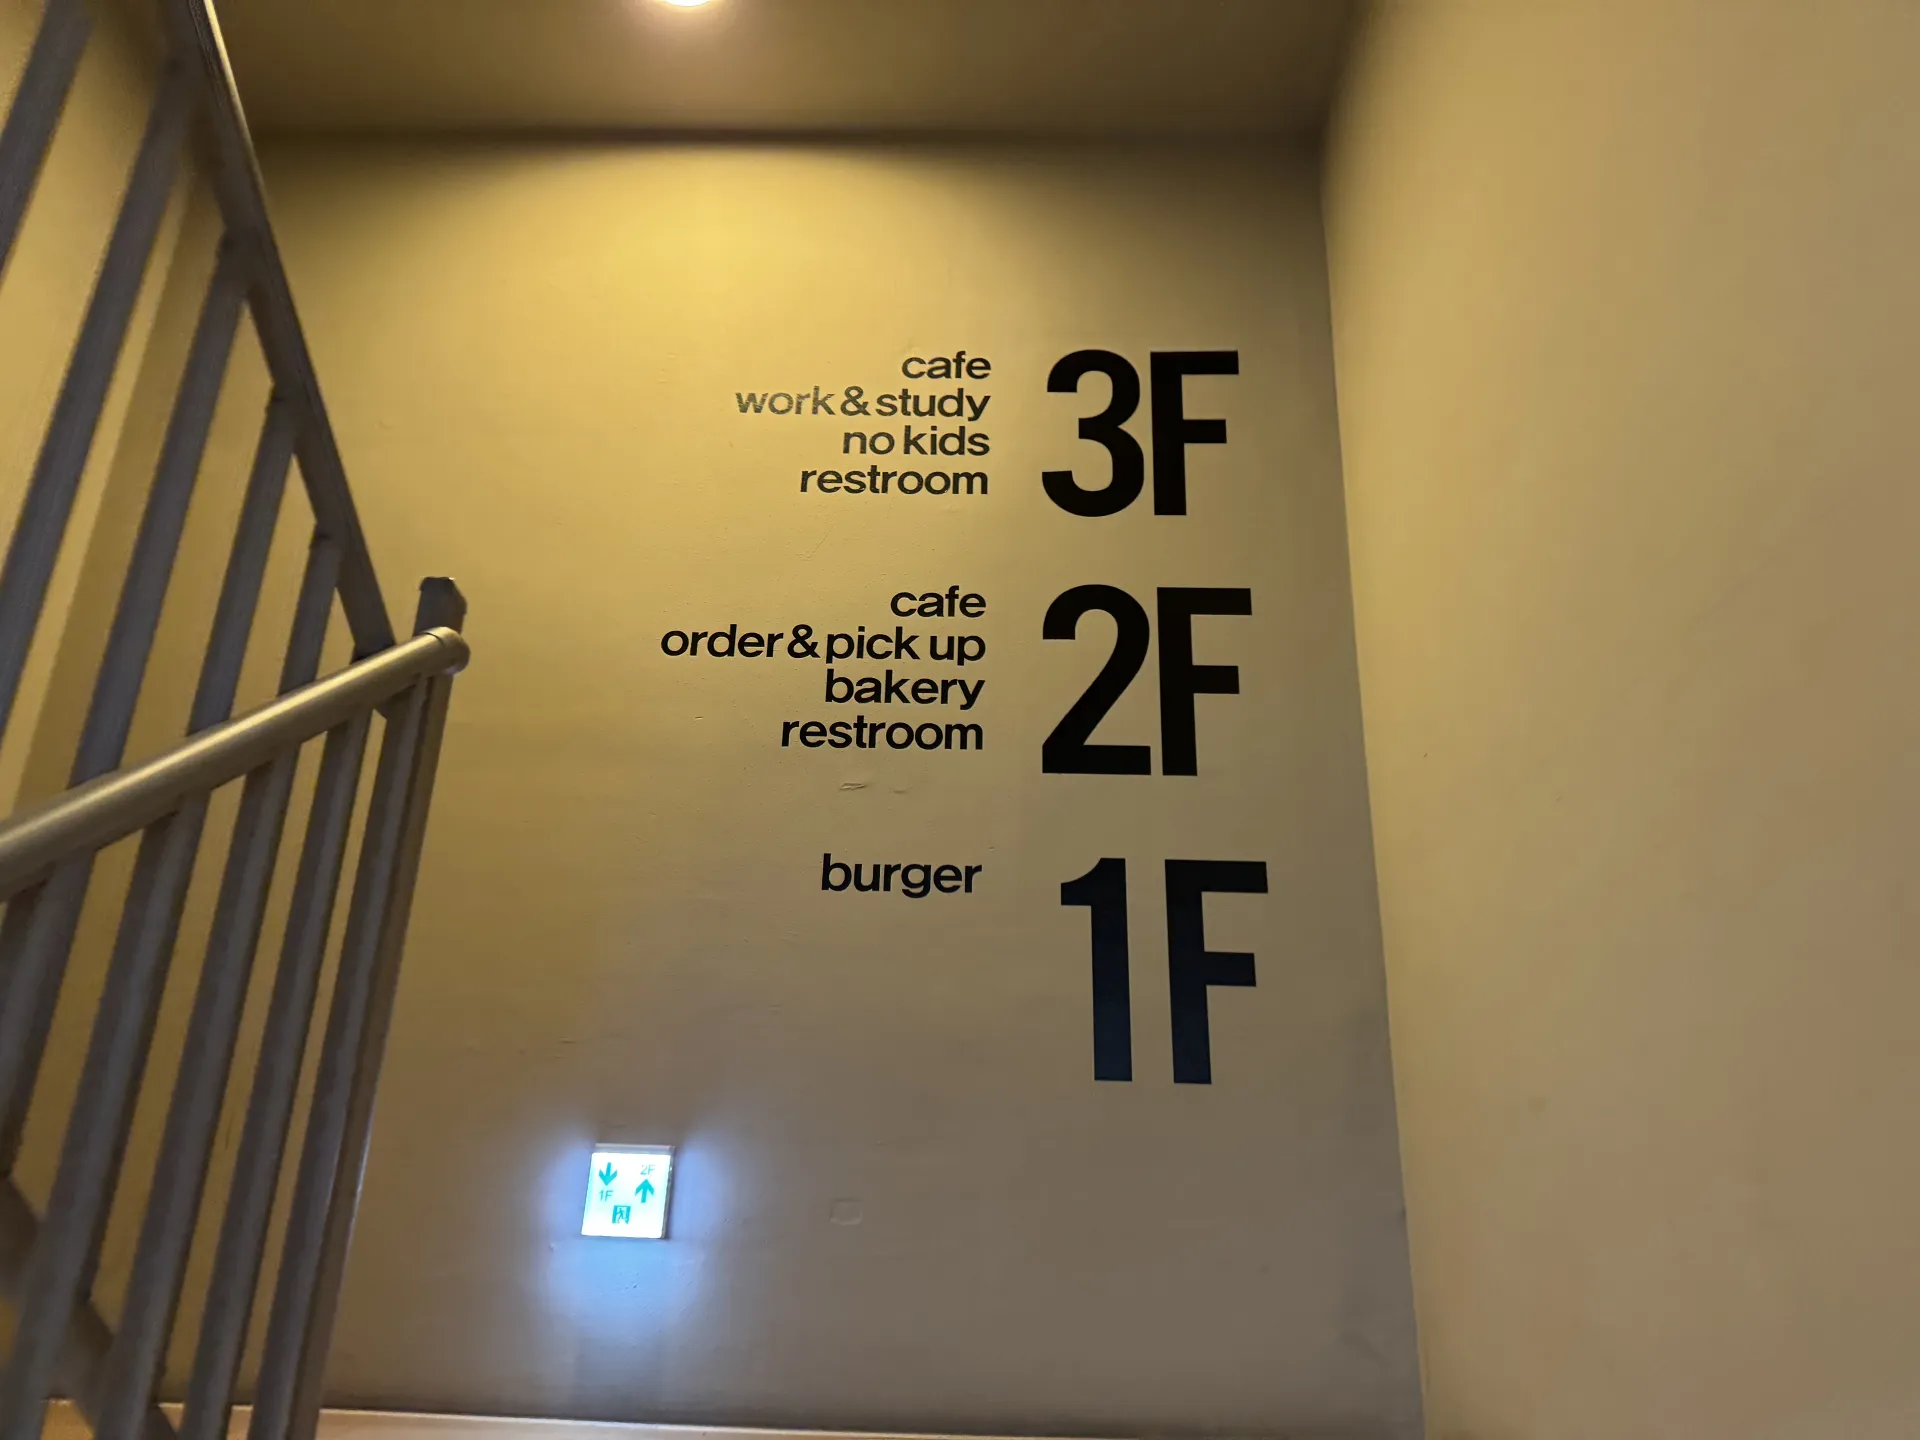 cafe
work & study
no kids
restroom
3F
cafe
order & pick up
bakery
restroom
2F
burger
1F
2F
1F